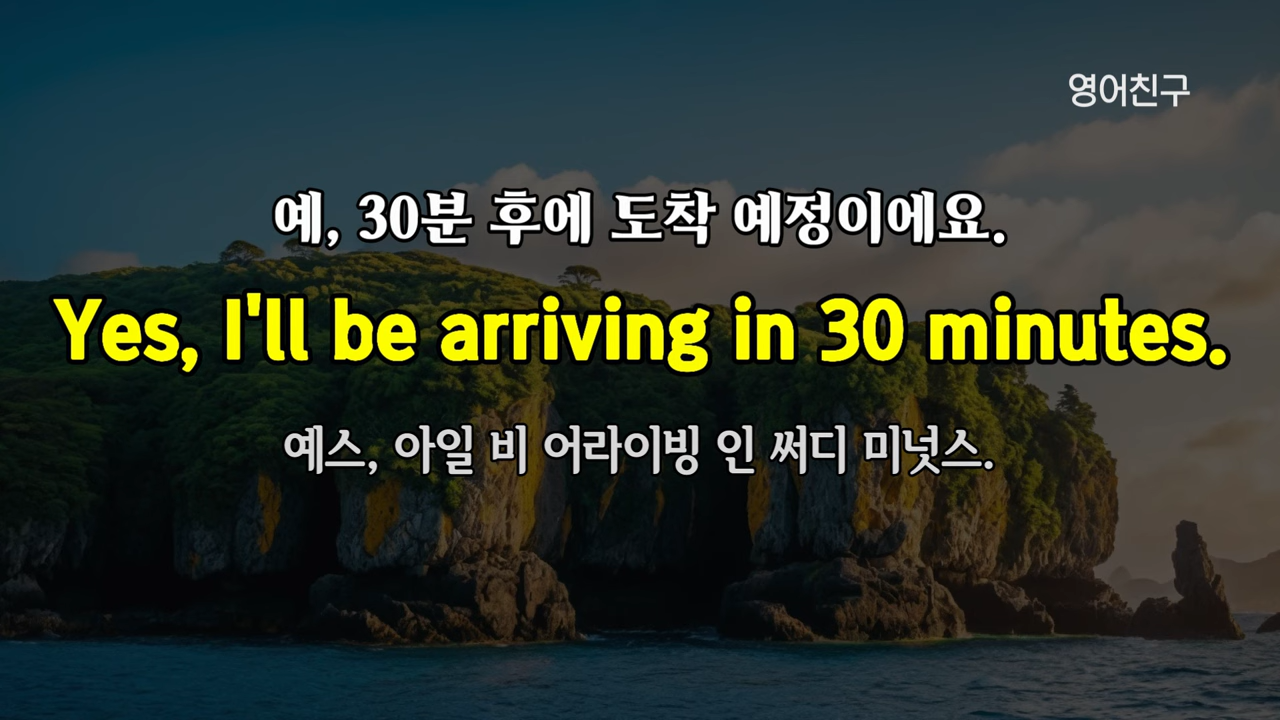 영어친구
예, 30분 후에 도착 예정이에요.
Yes, I'll be arriving in 30 minutes.
예스, 아일 비 어라이빙 인 써디 미넛스.